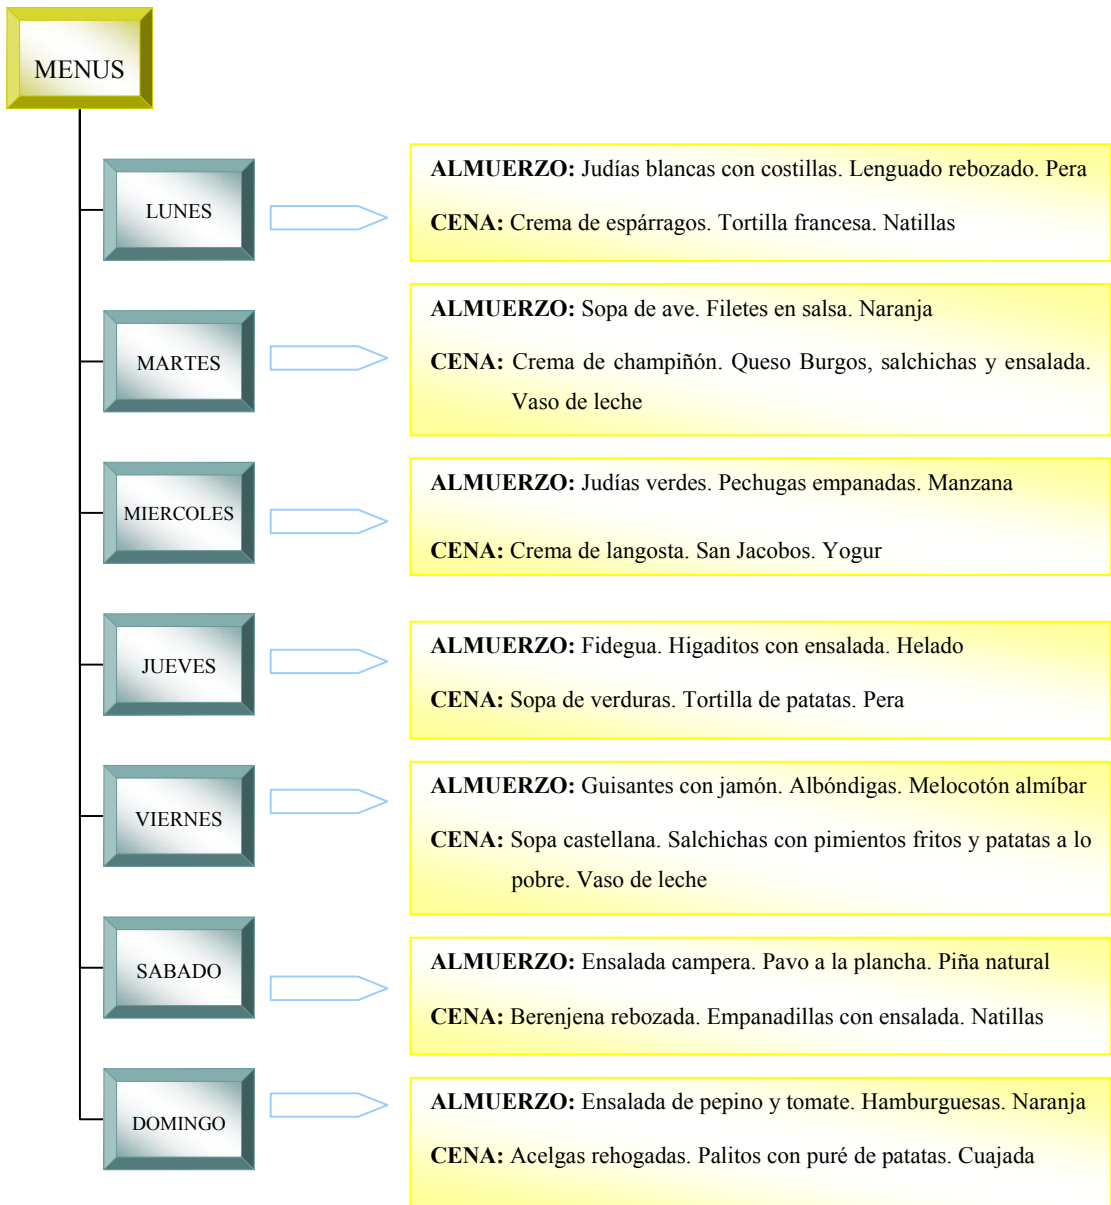 MENUS
LUNES
ALMUERZO: Judías blancas con costillas. Lenguado rebozado. Pera
CENA: Crema de espárragos. Tortilla francesa. Natillas
MARTES
ALMUERZO: Sopa de ave. Filetes en salsa. Naranja
CENA: Crema de champiñón. Queso Burgos, salchichas y ensalada.
Vaso de leche
MIERCOLES
ALMUERZO: Judías verdes. Pechugas empanadas. Manzana
CENA: Crema de langosta. San Jacobos. Yogur
JUEVES
ALMUERZO: Fidegua. Higaditos con ensalada. Helado
CENA: Sopa de verduras. Tortilla de patatas. Pera
VIERNES
ALMUERZO: Guisantes con jamón. Albóndigas. Melocotón almíbar
CENA: Sopa castellana. Salchichas con pimientos fritos y patatas a lo
pobre. Vaso de leche
SABADO
ALMUERZO: Ensalada campera. Pavo a la plancha. Piña natural
CENA: Berenjena rebozada. Empanadillas con ensalada. Natillas
DOMINGO
ALMUERZO: Ensalada de pepino y tomate. Hamburguesas. Naranja
CENA: Acelgas rehogadas. Palitos con puré de patatas. Cuajada